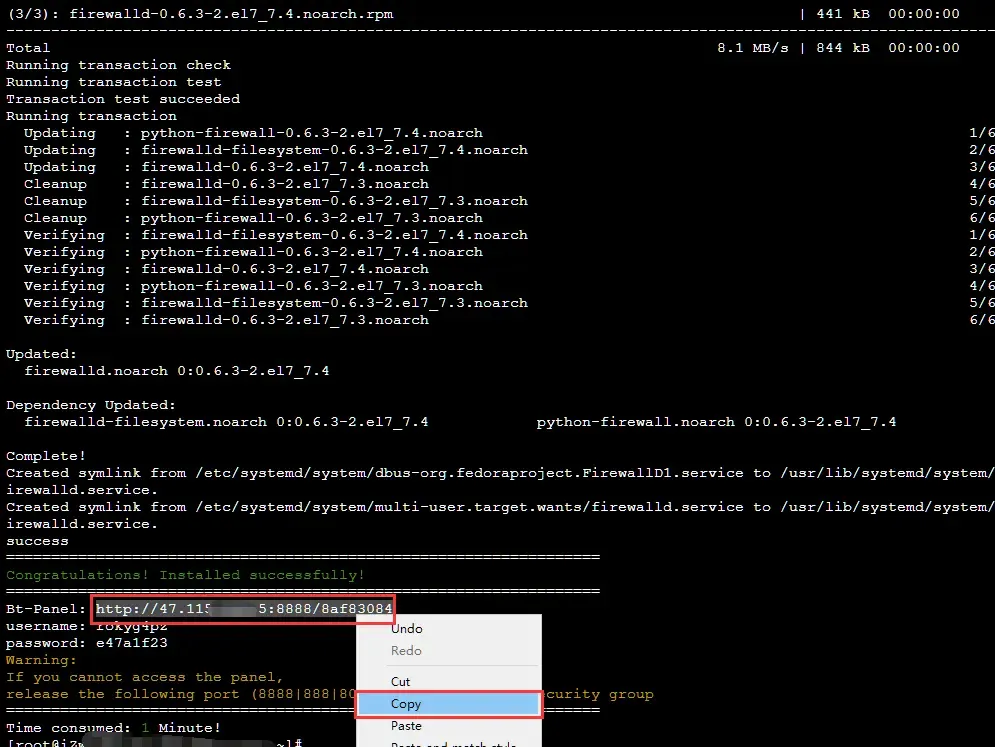 (3/3): firewalld-0.6.3-2.el7_7.4.noarch.rpm | 441 kB 00:00:00
--------------------------------------------------------------------------------
Total 8.1 MB/s | 844 kB 00:00:00
Running transaction check
Running transaction test
Transaction test succeeded
Running transaction
Updating : python-firewall-0.6.3-2.el7_7.4.noarch 1/6
Updating : firewalld-filesystem-0.6.3-2.el7_7.4.noarch 2/6
Updating : firewalld-0.6.3-2.el7_7.4.noarch 3/6
Cleanup : firewalld-0.6.3-2.el7_7.3.noarch 4/6
Cleanup : firewalld-filesystem-0.6.3-2.el7_7.3.noarch 5/6
Cleanup : python-firewall-0.6.3-2.el7_7.3.noarch 6/6
Verifying : firewalld-filesystem-0.6.3-2.el7_7.4.noarch 1/6
Verifying : python-firewall-0.6.3-2.el7_7.4.noarch 2/6
Verifying : firewalld-0.6.3-2.el7_7.4.noarch 3/6
Verifying : python-firewall-0.6.3-2.el7_7.3.noarch 4/6
Verifying : firewalld-filesystem-0.6.3-2.el7_7.3.noarch 5/6
Verifying : firewalld-0.6.3-2.el7_7.3.noarch 6/6
Updated:
firewalld.noarch 0:0.6.3-2.el7_7.4
Dependency Updated:
firewalld-filesystem.noarch 0:0.6.3-2.el7_7.4 python-firewall.noarch 0:0.6.3-2.el7_7.4
Complete!
Created symlink from /etc/systemd/system/dbus-org.fedoraproject.FirewallD1.service to /usr/lib/systemd/system/
irewalld.service.
Created symlink from /etc/systemd/system/multi-user.target.wants/firewalld.service to /usr/lib/systemd/system/
irewalld.service.
success
==================================================================
Congratulations! Installed successfully!
==================================================================
Bt-Panel: http://47.115 5:8888/8af83084
username: rokyg4pz
password: e47a1f23
Warning:
If you cannot access the panel,
release the following port (8888|888|80 curity group
==================================================================
Time consumed: 1 Minute!
[root@iZw ~]#
Undo
Redo
Cut
Copy
Paste
Paste and match style